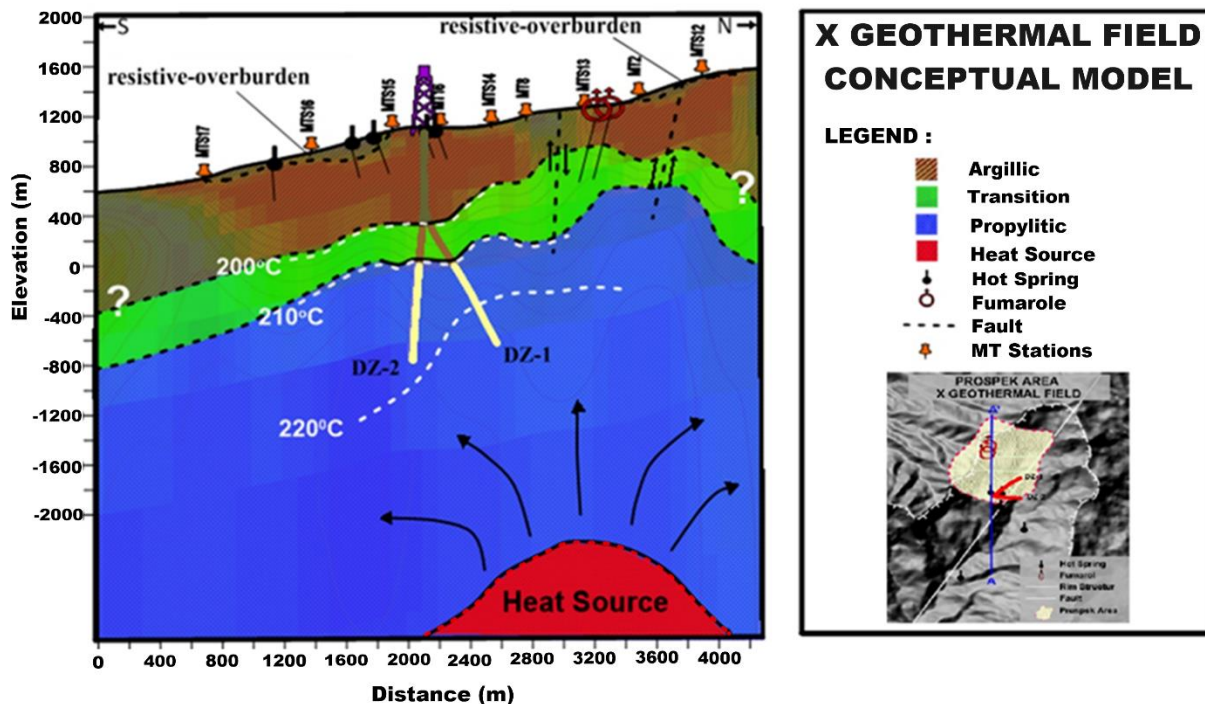 S
N
resistive-overburden
resistive-overburden
MTS17
MTS16
MTS15
MT6
MTS14
MT8
MTS13
MT2
MTS12
Elevation (m)
2000
1600
1200
800
400
0
-400
-800
-1200
-1600
-2000
?
?
200°C
210°C
220°C
DZ-2
DZ-1
Heat Source
0
400
800
1200
1600
2000
2400
2800
3200
3600
4000
Distance (m)
X GEOTHERMAL FIELD
CONCEPTUAL MODEL
LEGEND :
Argillic
Transition
Propylitic
Heat Source
Hot Spring
Fumarole
Fault
MT Stations
PROSPEK AREA
X GEOTHERMAL FIELD
A'
A
Hot Spring
Fumarol
Rim Struktur
Fault
Prospek Area